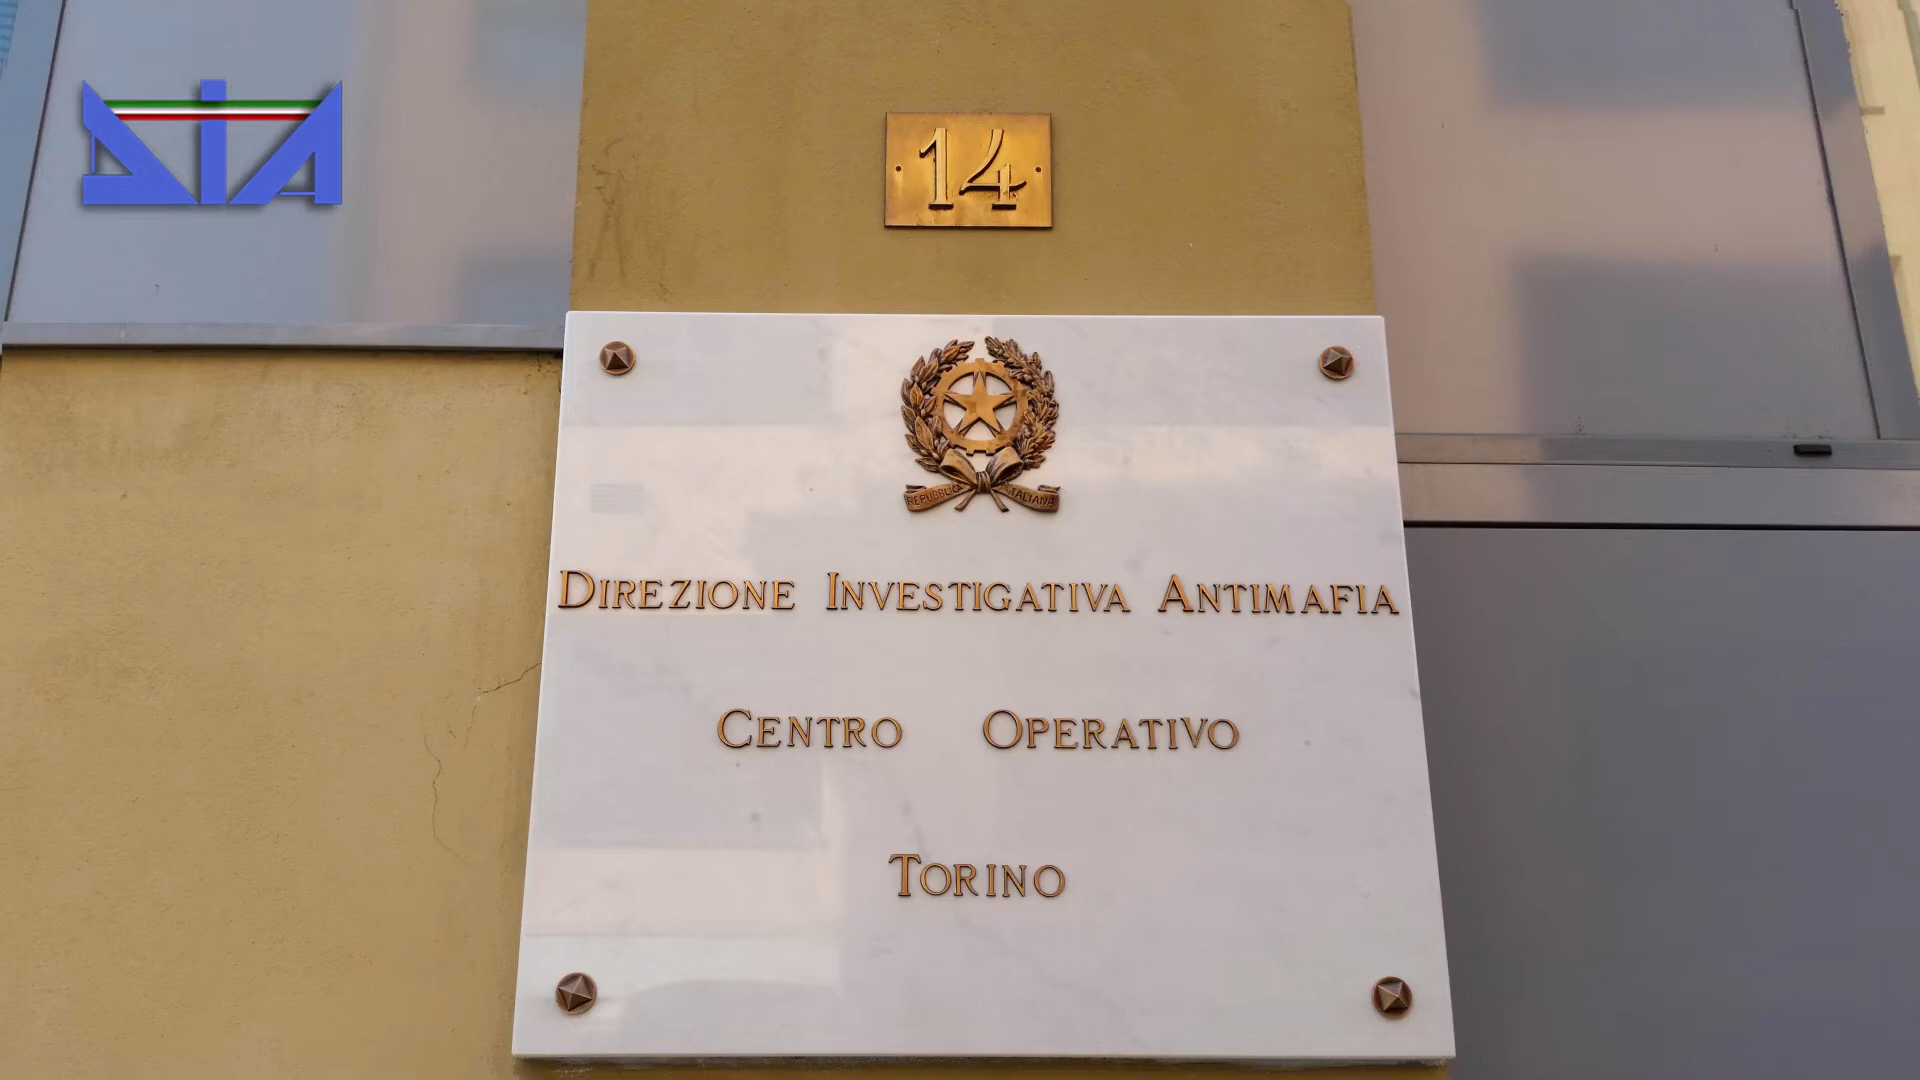 DIA
14
REPUBBLICA ITALIANA
DIREZIONE INVESTIGATIVA ANTIMAFIA
CENTRO OPERATIVO
TORINO